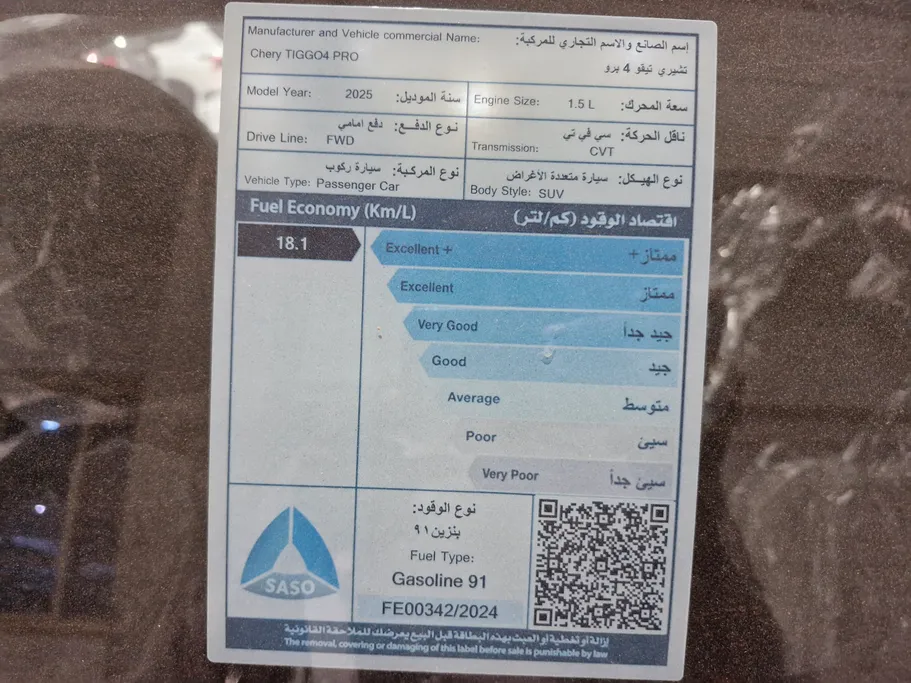 Manufacturer and Vehicle commercial Name:
إسم الصانع والاسم التجاري للمركبة:
Chery TIGGO4 PRO
تشيري تيقو 4 برو
Model Year: 2025 سنة الموديل:
Engine Size: 1.5 L سعة المحرك:
نوع الدفـــع: دفع امامي
Drive Line: FWD
ناقل الحركة: سي في تي
Transmission: CVT
نوع المركبة: سيارة ركوب
Vehicle Type: Passenger Car
نوع الهيـكل: سيارة متعددة الأغراض
Body Style: SUV
Fuel Economy (Km/L) اقتصاد الوقود (كم/لتر)
18.1
Excellent + ممتاز+
Excellent ممتاز
Very Good جيد جداً
Good جيد
Average متوسط
Poor سيئ
Very Poor سيئ جداً
SASO
نوع الوقود:
بنزين ٩١
Fuel Type:
Gasoline 91
FE00342/2024
إزالة أو تغطية أو العبث بهذه البطاقة قبل البيع يعرضك للملاحقة القانونية
The removal, covering or damaging of this label before sale is punishable by law